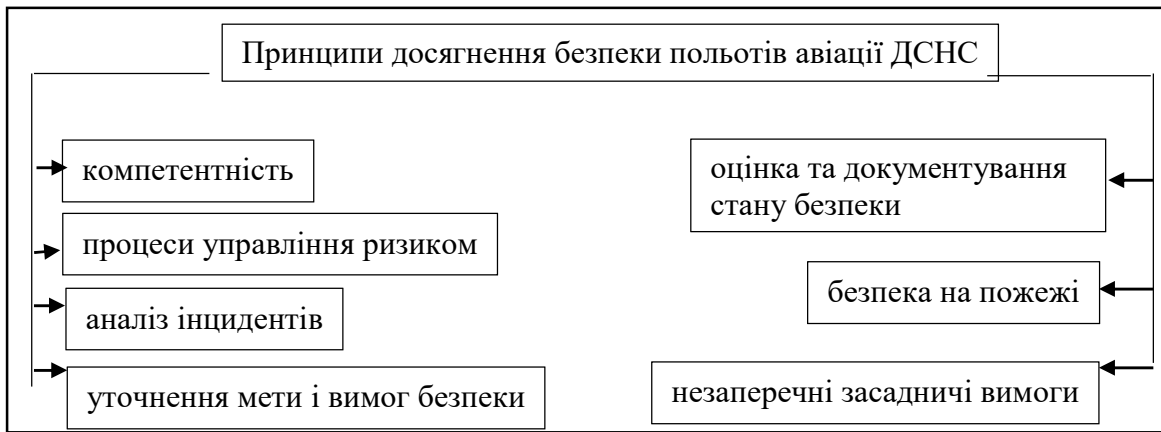 Принципи досягнення безпеки польотів авіації ДСНС
компетентність
процеси управління ризиком
аналіз інцидентів
уточнення мети і вимог безпеки
оцінка та документування
стану безпеки
безпека на пожежі
незаперечні засадничі вимоги